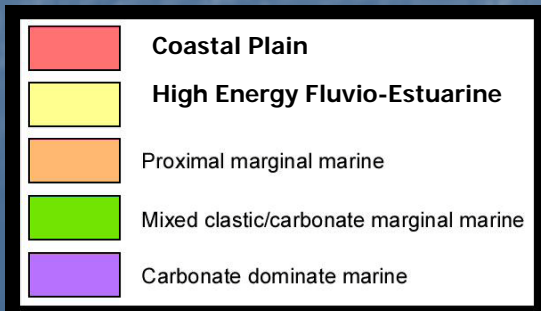 Coastal Plain
High Energy Fluvio-Estuarine
Proximal marginal marine
Mixed clastic/carbonate marginal marine
Carbonate dominate marine